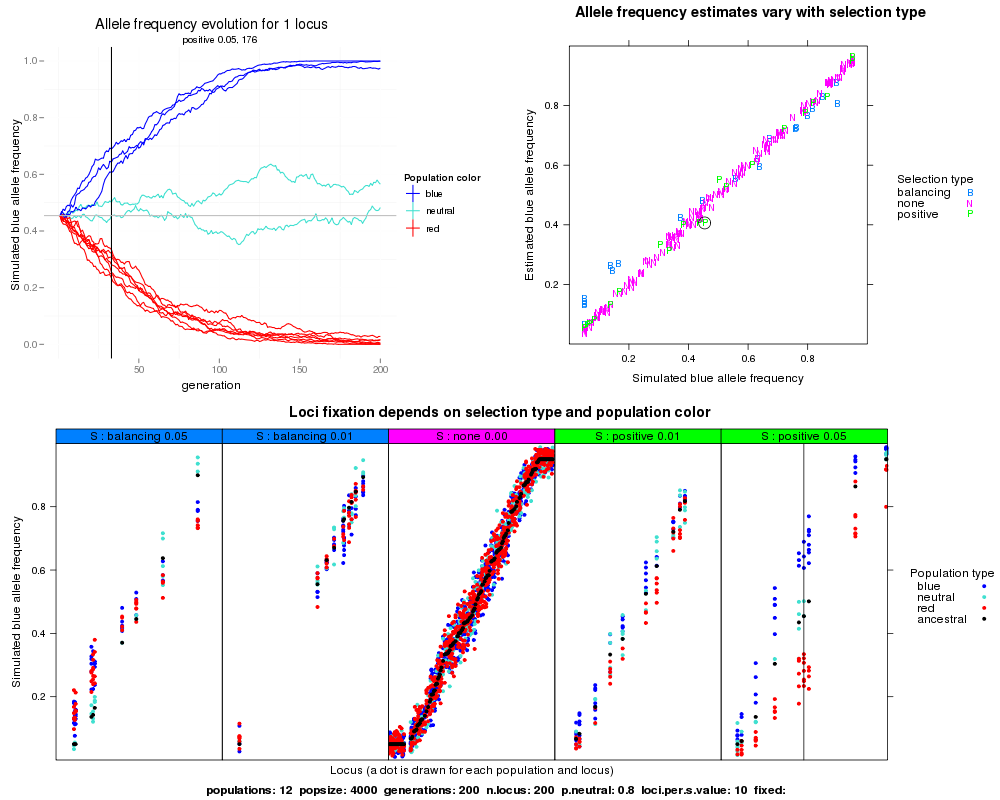 Allele frequency evolution for 1 locus
positive 0.05, 176
Simulated blue allele frequency
1.0
0.8
0.6
0.4
0.2
0.0
50
100
150
200
generation
Population color
blue
neutral
red
Allele frequency estimates vary with selection type
Estimated blue allele frequency
0.8
0.6
0.4
0.2
0.2
0.4
0.6
0.8
Simulated blue allele frequency
Selection type
balancing B
none N
positive P
Loci fixation depends on selection type and population color
S : balancing 0.05
S : balancing 0.01
S : none 0.00
S : positive 0.01
S : positive 0.05
Simulated blue allele frequency
0.8
0.6
0.4
0.2
Population type
blue
neutral
red
ancestral
Locus (a dot is drawn for each population and locus)
populations: 12 popsize: 4000 generations: 200 n.locus: 200 p.neutral: 0.8 loci.per.s.value: 10 fixed: